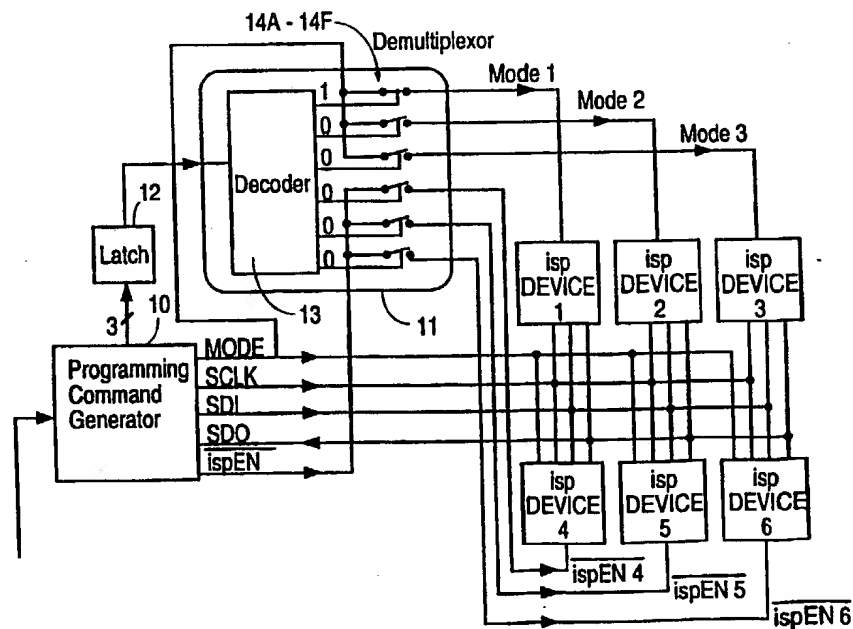 14A - 14F
Demultiplexor
Mode 1
Mode 2
Mode 3
1
0
0
0
0
0
Decoder
12
Latch
3
10
13
11
isp
DEVICE
1
isp
DEVICE
2
isp
DEVICE
3
Programming
Command
Generator
MODE
SCLK
SDI
SDO
ispEN
isp
DEVICE
4
isp
DEVICE
5
isp
DEVICE
6
ispEN 4
ispEN 5
ispEN 6